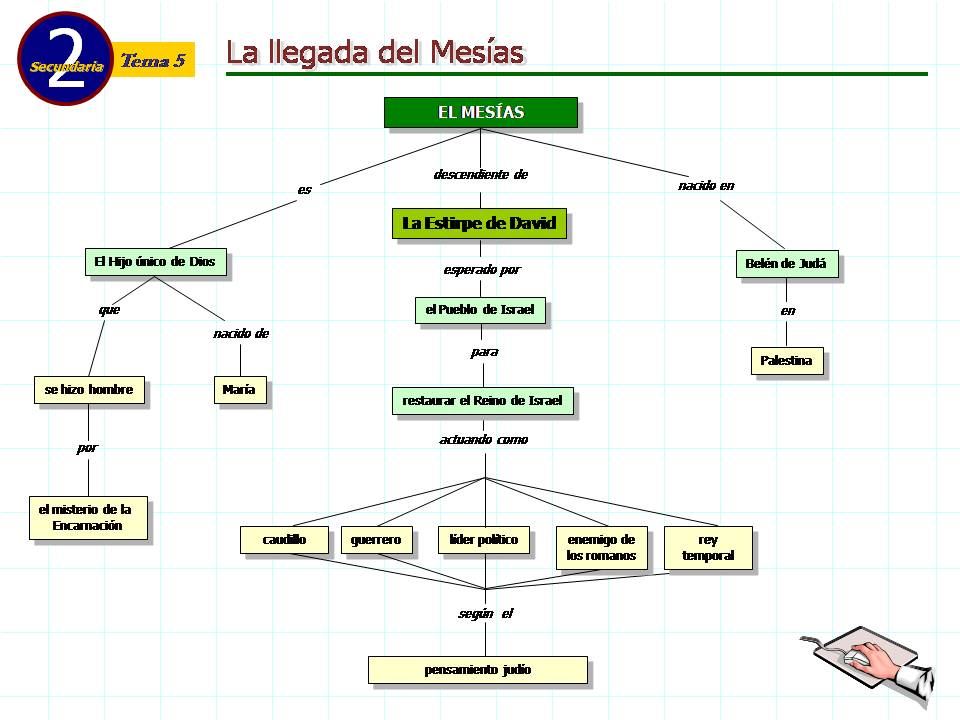 2
Secundaria
Tema 5
La llegada del Mesías
EL MESÍAS
es
descendiente de
nacido en
La Estirpe de David
El Hijo único de Dios
Belén de Judá
esperado por
que
nacido de
el Pueblo de Israel
en
para
Palestina
se hizo hombre
María
restaurar el Reino de Israel
actuando como
por
el misterio de la
Encarnación
caudillo
guerrero
líder político
enemigo de
los romanos
rey
temporal
según el
pensamiento judío